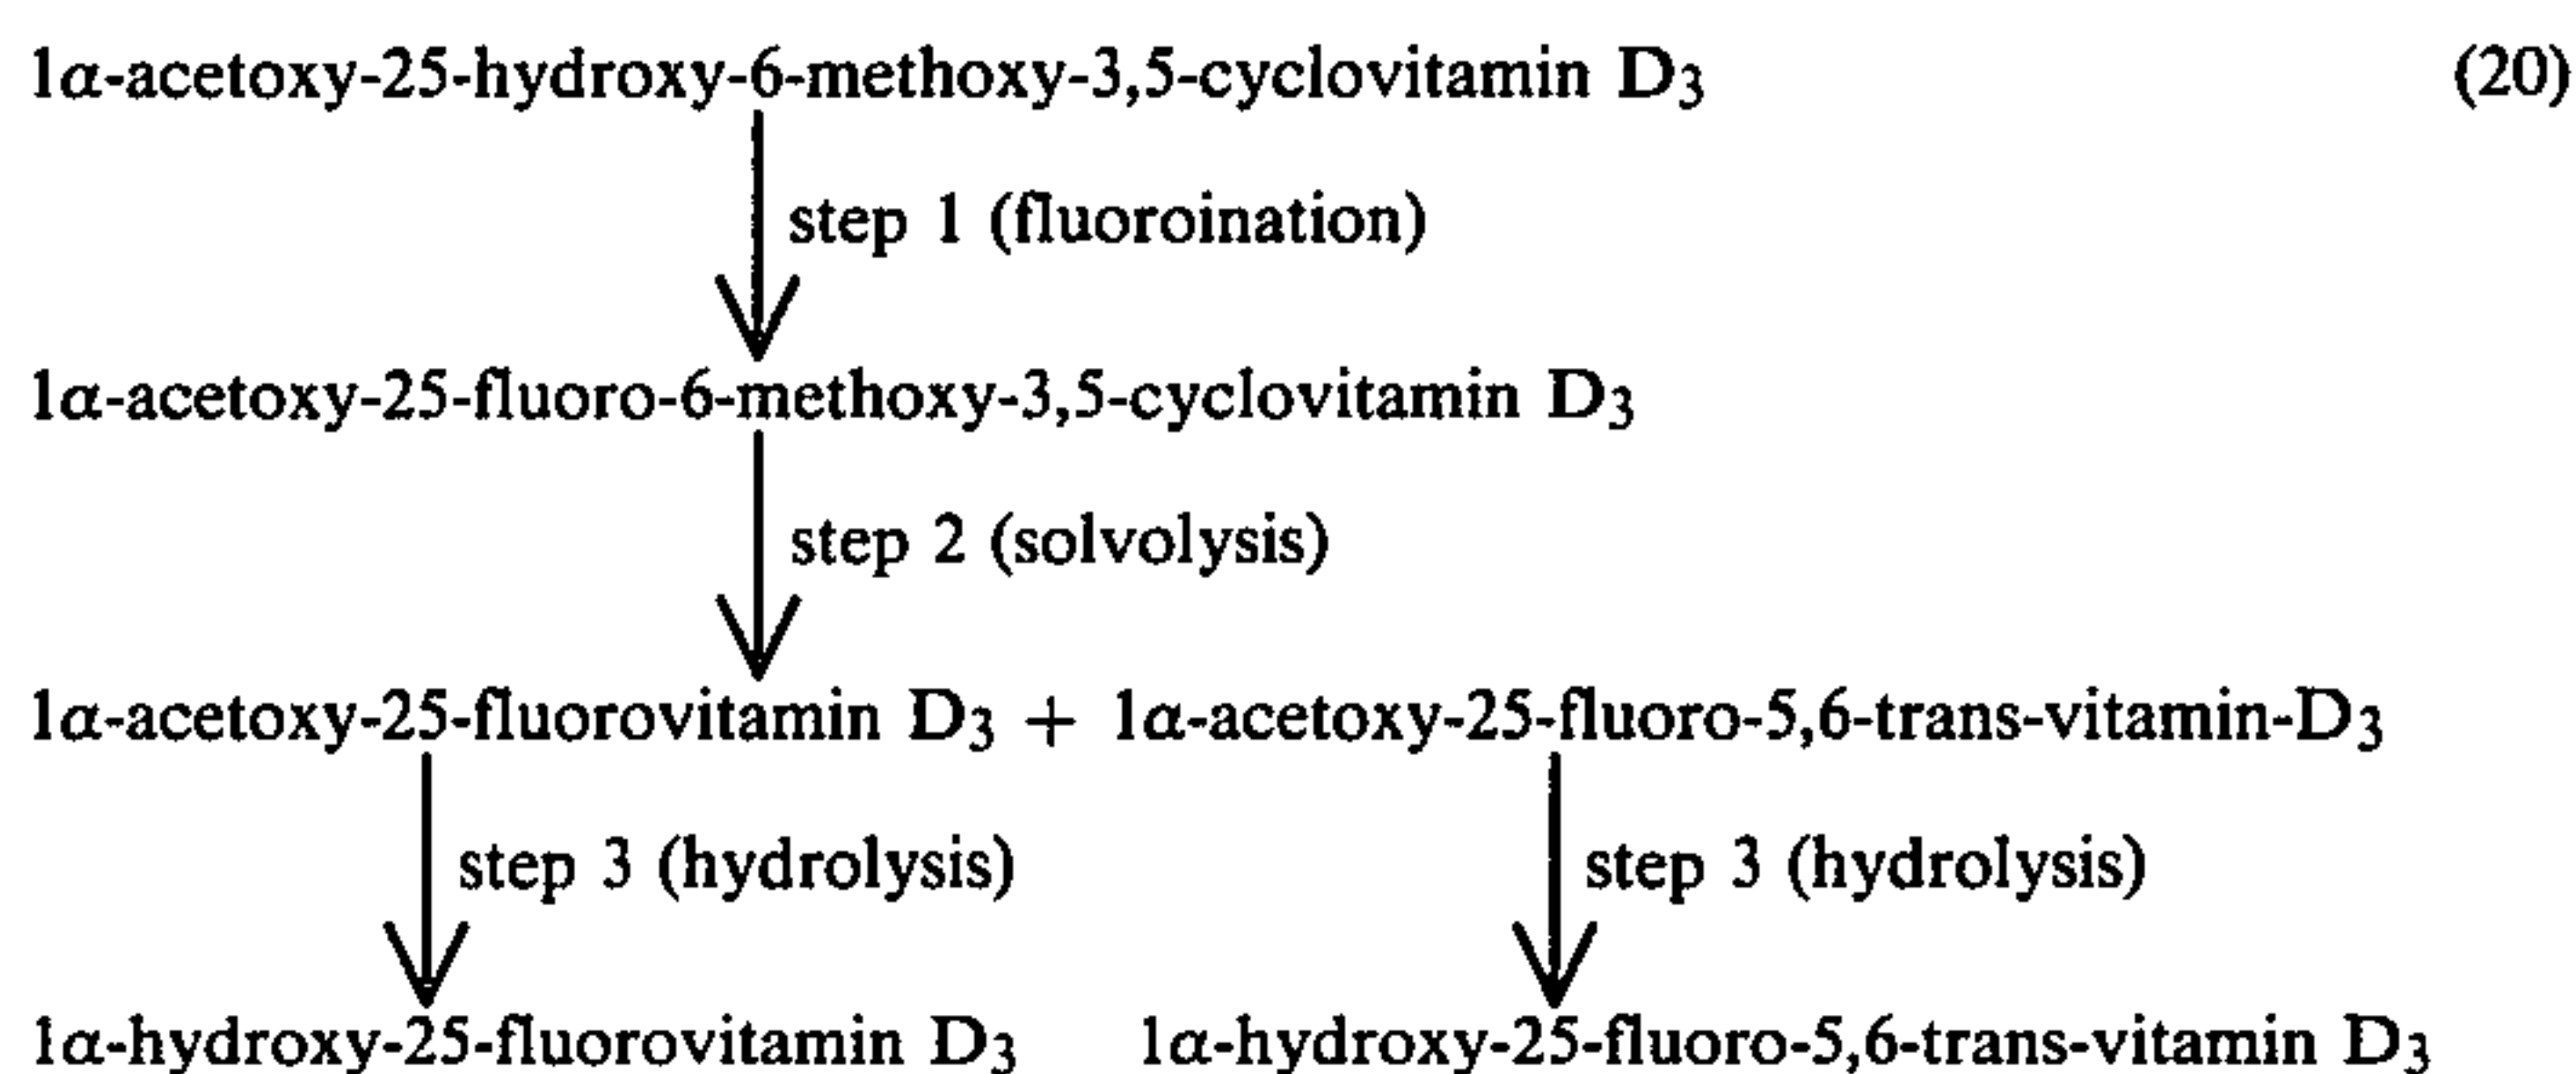 1α-acetoxy-25-hydroxy-6-methoxy-3,5-cyclovitamin D₃ (20)
step 1 (fluoroination)
1α-acetoxy-25-fluoro-6-methoxy-3,5-cyclovitamin D₃
step 2 (solvolysis)
1α-acetoxy-25-fluorovitamin D₃ + 1α-acetoxy-25-fluoro-5,6-trans-vitamin-D₃
step 3 (hydrolysis) step 3 (hydrolysis)
1α-hydroxy-25-fluorovitamin D₃ 1α-hydroxy-25-fluoro-5,6-trans-vitamin D₃